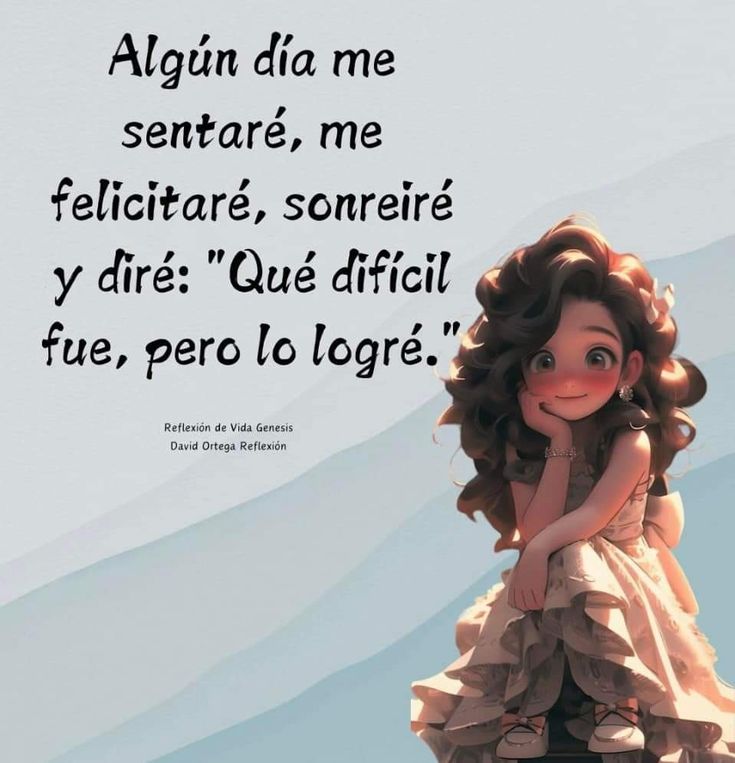 Algún día me
sentaré, me
felicitaré, sonreiré
y diré: "Qué difícil
fue, pero lo logré."
Reflexión de Vida Genesis
David Ortega Reflexión